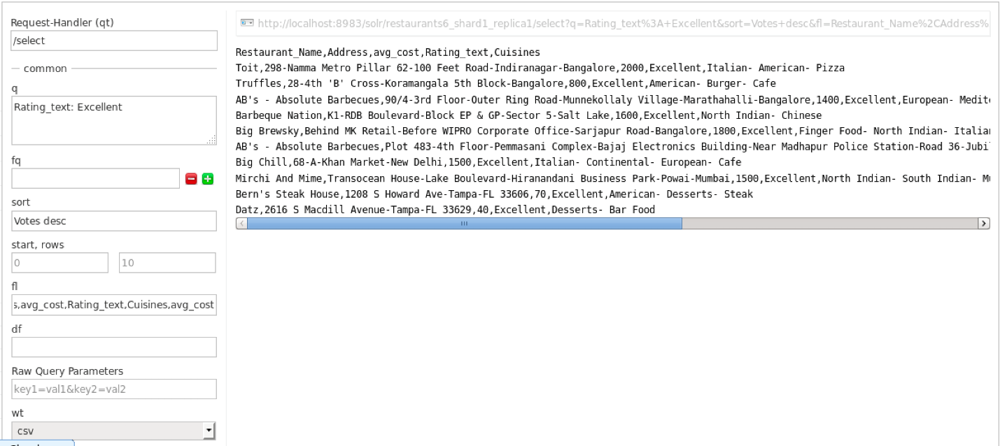 Request-Handler (qt)
/select
common
q
Rating_text: Excellent
fq
sort
Votes desc
start, rows
0 10
fl
s,avg_cost,Rating_text,Cuisines,avg_cost
df
Raw Query Parameters
key1=val1&key2=val2
wt
csv
http://localhost:8983/solr/restaurants6_shard1_replica1/select?q=Rating_text%3A+Excellent&sort=Votes+desc&fl=Restaurant_Name%2CAddress%
Restaurant_Name,Address,avg_cost,Rating_text,Cuisines
Toit,298-Namma Metro Pillar 62-100 Feet Road-Indiranagar-Bangalore,2000,Excellent,Italian- American- Pizza
Truffles,28-4th 'B' Cross-Koramangala 5th Block-Bangalore,800,Excellent,American- Burger- Cafe
AB's - Absolute Barbecues,90/4-3rd Floor-Outer Ring Road-Munnekollaly Village-Marathahalli-Bangalore,1400,Excellent,European- Medit
Barbeque Nation,K1-RDB Boulevard-Block EP & GP-Sector 5-Salt Lake,1600,Excellent,North Indian- Chinese
Big Brewsky,Behind MK Retail-Before WIPRO Corporate Office-Sarjapur Road-Bangalore,1800,Excellent,Finger Food- North Indian- Italian
AB's - Absolute Barbecues,Plot 483-4th Floor-Pemmasani Complex-Bajaj Electronics Building-Near Madhapur Police Station-Road 36-Jubi
Big Chill,68-A-Khan Market-New Delhi,1500,Excellent,Italian- Continental- European- Cafe
Mirchi And Mime,Transocean House-Lake Boulevard-Hiranandani Business Park-Powai-Mumbai,1500,Excellent,North Indian- South Indian- M
Bern's Steak House,1208 S Howard Ave-Tampa-FL 33606,70,Excellent,American- Desserts- Steak
Datz,2616 S Macdill Avenue-Tampa-FL 33629,40,Excellent,Desserts- Bar Food